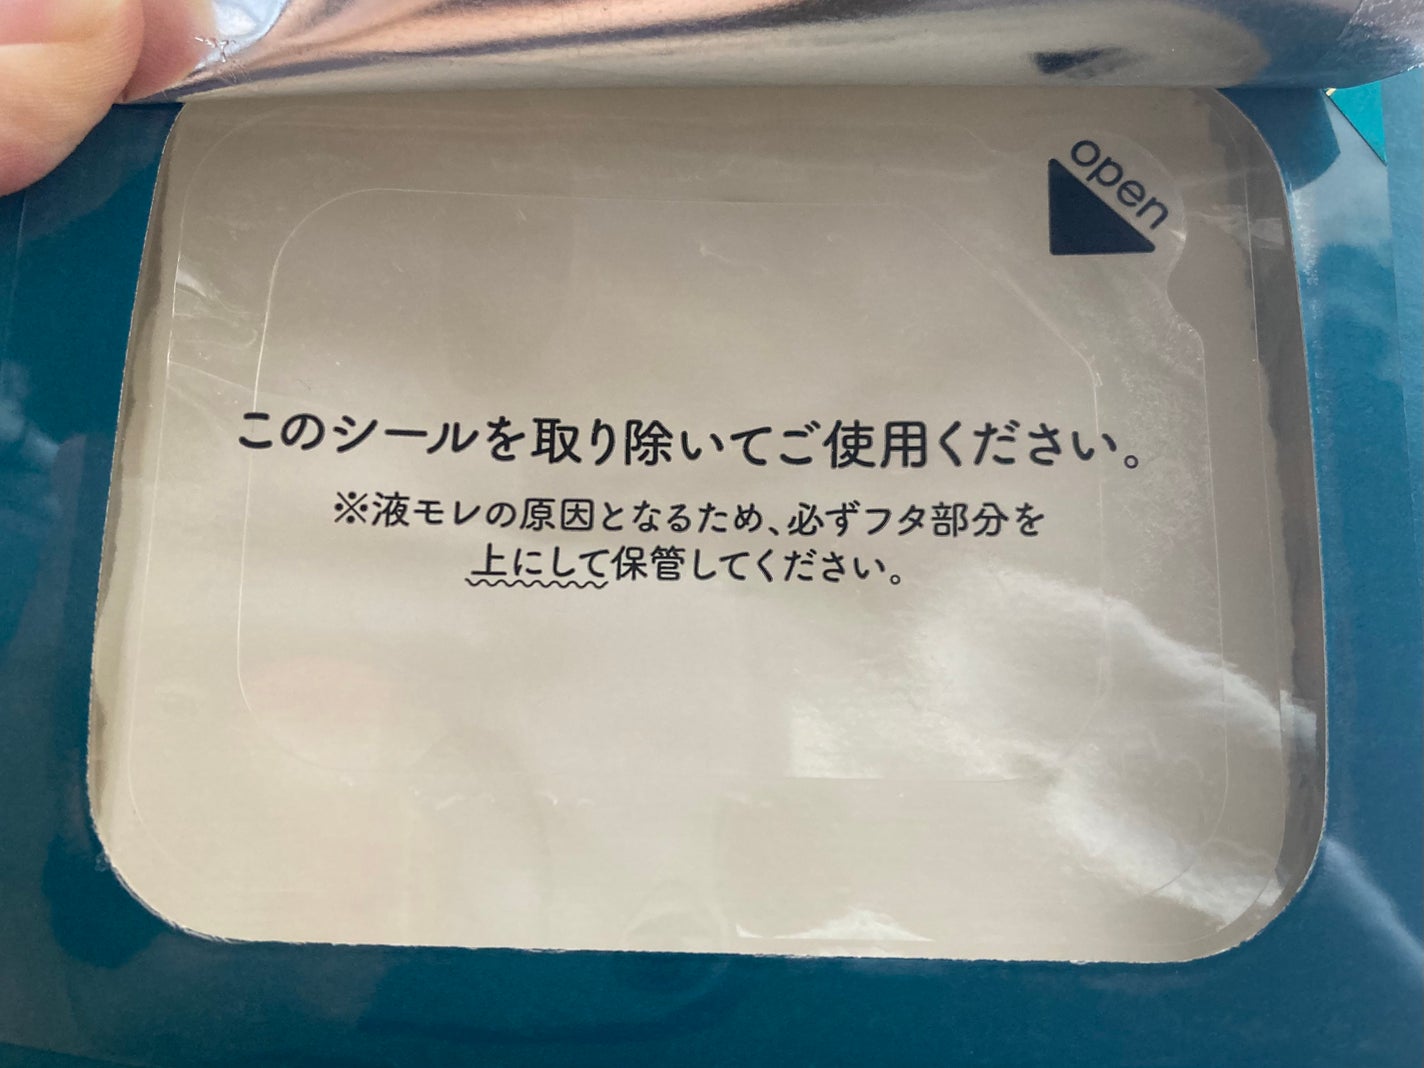 open
このシールを取り除いてご使用ください。
※液モレの原因となるため、必ずフタ部分を
上にして保管してください。